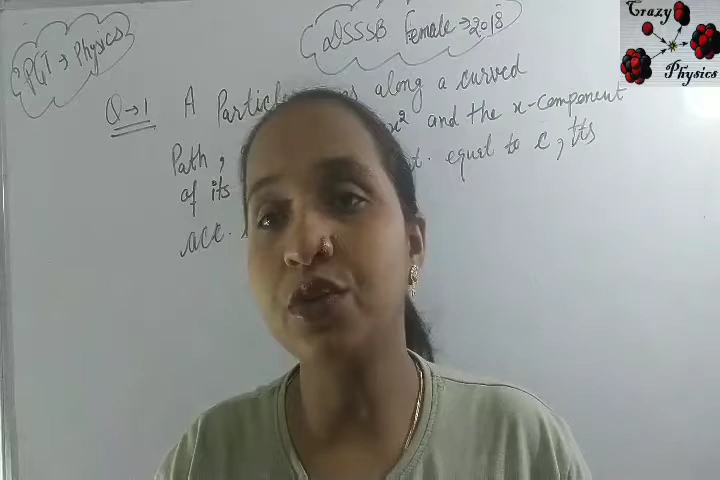 PGT → Physics
DSSSB Female → 2018
Crazy
Physics
Q → 1 A Particle along a curved
Path, x² and the x-component
of its t. equal to c, its
acc.